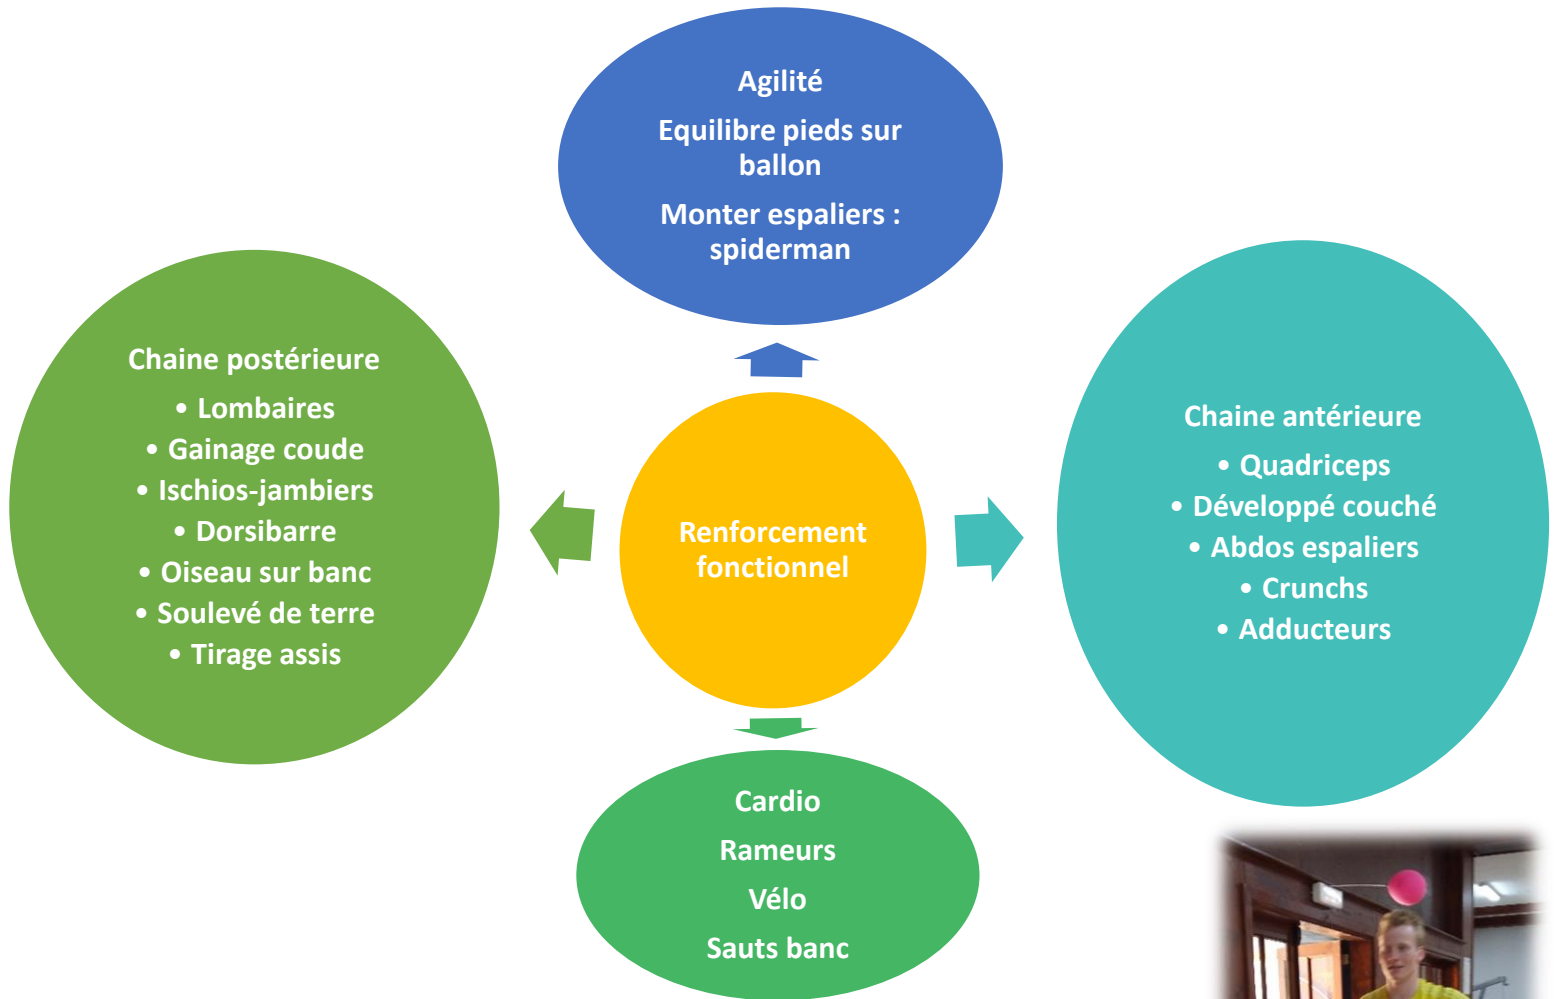 Agilité
Equilibre pieds sur
ballon
Monter espaliers :
spiderman
Chaine postérieure
• Lombaires
• Gainage coude
• Ischios-jambiers
• Dorsibarre
• Oiseau sur banc
• Soulevé de terre
• Tirage assis
Renforcement
fonctionnel
Chaine antérieure
• Quadriceps
• Développé couché
• Abdos espaliers
• Crunchs
• Adducteurs
Cardio
Rameurs
Vélo
Sauts banc